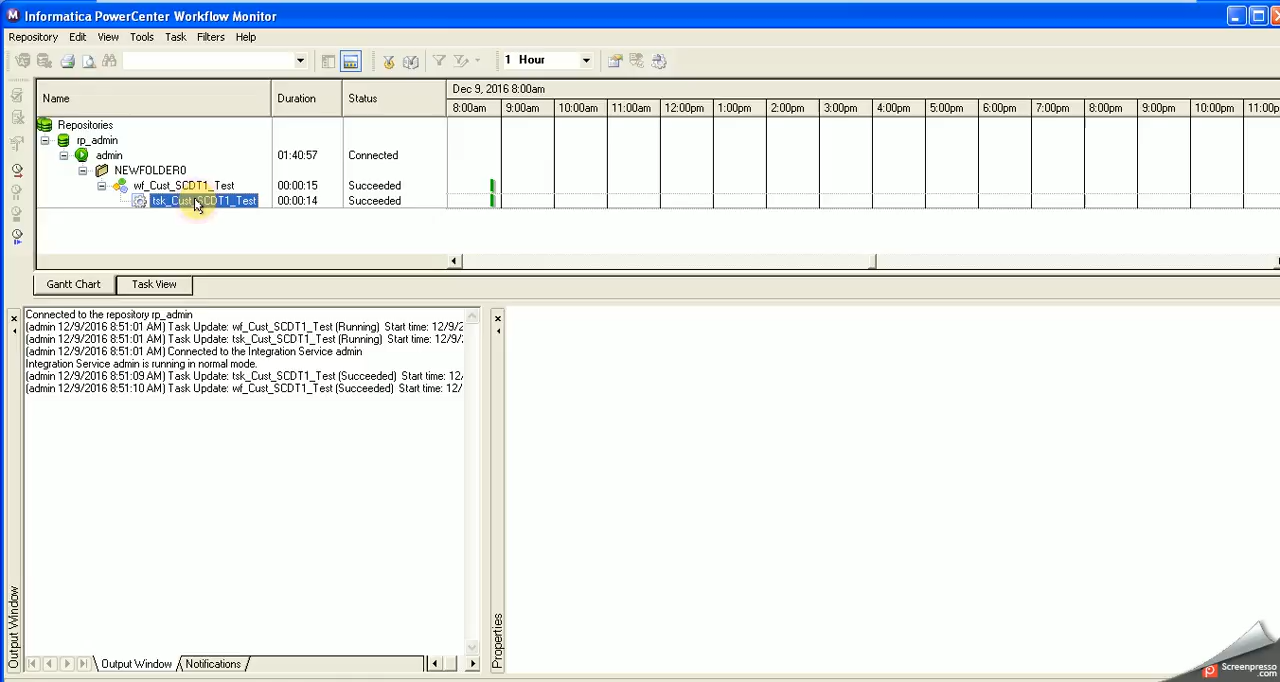 Informatica PowerCenter Workflow Monitor
Repository Edit View Tools Task Filters Help
1 Hour
Name Duration Status Dec 9, 2016 8:00am
8:00am 9:00am 10:00am 11:00am 12:00pm 1:00pm 2:00pm 3:00pm 4:00pm 5:00pm 6:00pm 7:00pm 8:00pm 9:00pm 10:00pm 11:00p
Repositories
rp_admin
admin 01:40:57 Connected
NEWFOLDER0
wf_Cust_SCDT1_Test 00:00:15 Succeeded
tsk_Cust_SCDT1_Test 00:00:14 Succeeded
Gantt Chart Task View
Connected to the repository rp_admin
(admin 12/9/2016 8:51:01 AM) Task Update: wf_Cust_SCDT1_Test (Running) Start time: 12/9/2
(admin 12/9/2016 8:51:01 AM) Task Update: tsk_Cust_SCDT1_Test (Running) Start time: 12/9/
(admin 12/9/2016 8:51:01 AM) Connected to the Integration Service admin
Integration Service admin is running in normal mode.
(admin 12/9/2016 8:51:09 AM) Task Update: tsk_Cust_SCDT1_Test (Succeeded) Start time: 12
(admin 12/9/2016 8:51:10 AM) Task Update: wf_Cust_SCDT1_Test (Succeeded) Start time: 12/
Output Window
Properties
Output Window Notifications
Screenpresso
.com